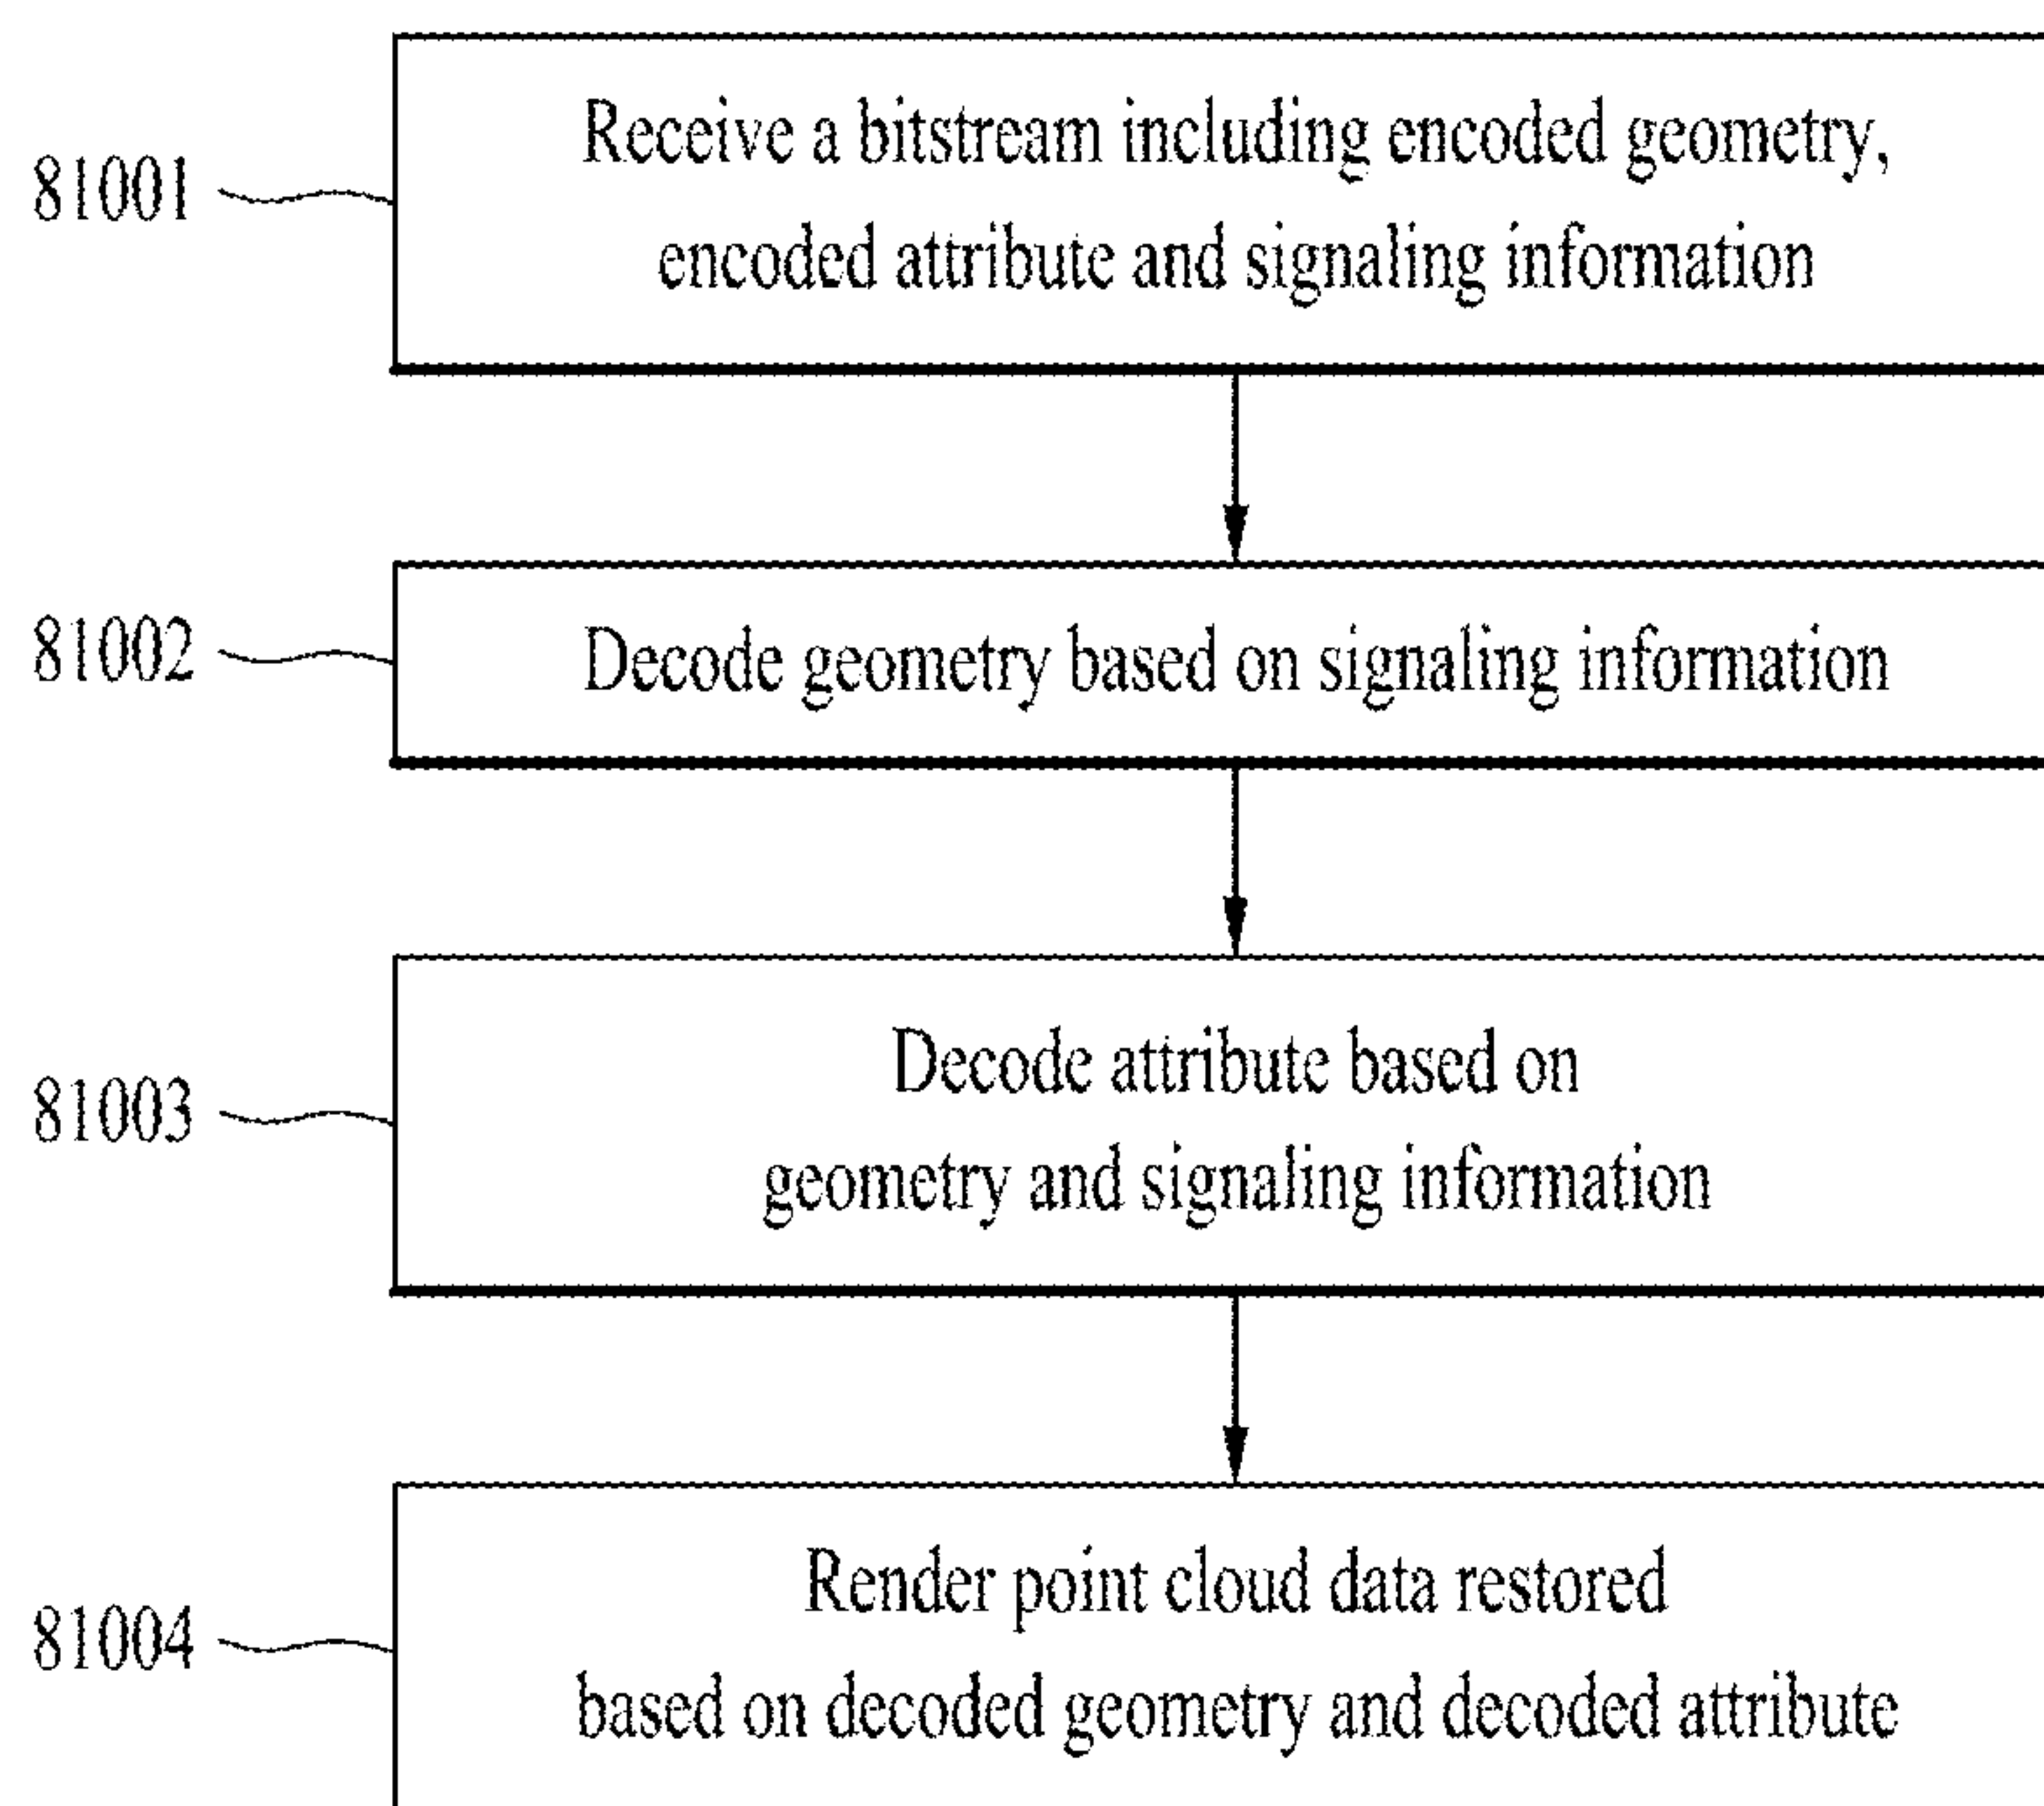 Receive a bitstream including encoded geometry,
encoded attribute and signaling information
81001
Decode geometry based on signaling information
81002
Decode attribute based on
geometry and signaling information
81003
Render point cloud data restored
based on decoded geometry and decoded attribute
81004